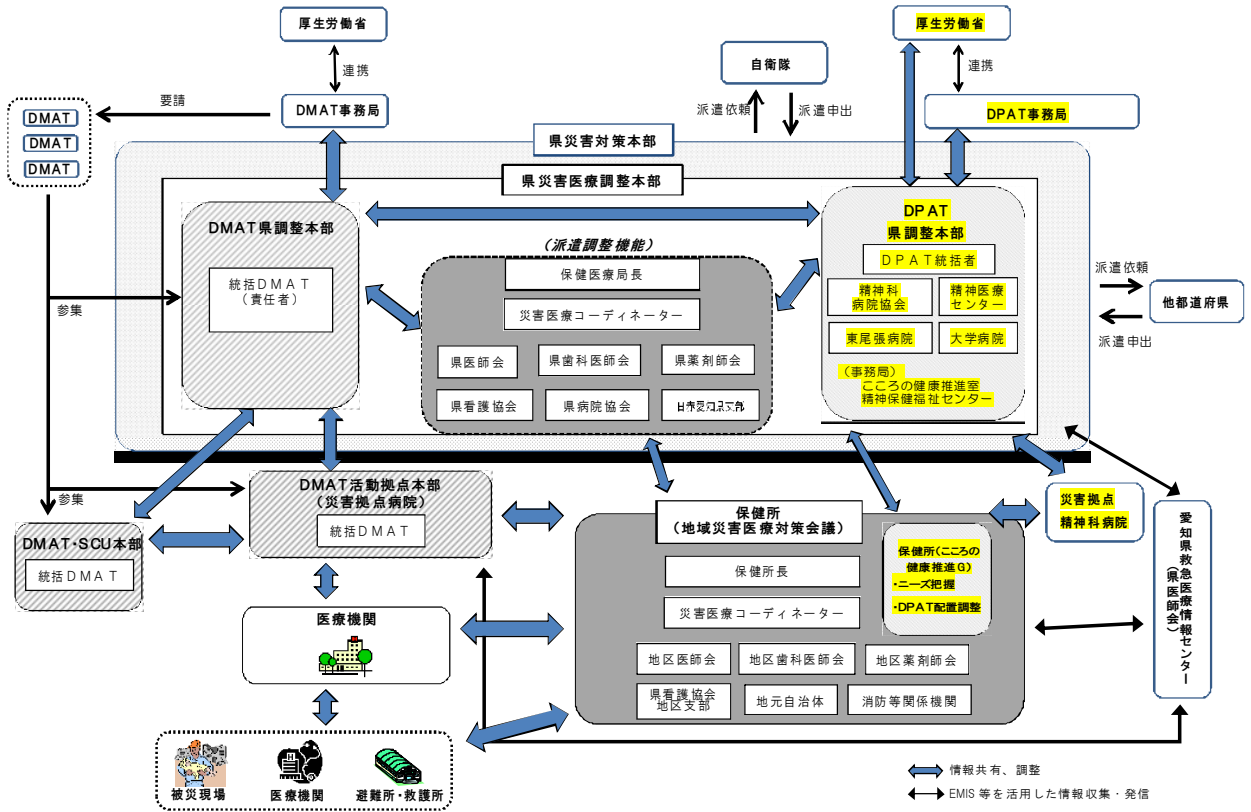 厚生労働省
連携
DMAT事務局
要請
DMAT
DMAT
DMAT
自衛隊
派遣依頼
派遣申出
厚生労働省
連携
DPAT事務局
県災害対策本部
県災害医療調整本部
DMAT県調整本部
統括DMAT
(責任者)
(派遣調整機能)
保健医療局長
災害医療コーディネーター
県医師会
県歯科医師会
県薬剤師会
県看護協会
県病院協会
日赤愛知県支部
DPAT
県調整本部
DPAT統括者
精神科
病院協会
精神医療
センター
東尾張病院
大学病院
(事務局)
こころの健康推進室
精神保健福祉センター
派遣依頼
他都道府県
派遣申出
参集
参集
DMAT活動拠点本部
(災害拠点病院)
統括DMAT
DMAT・SCU本部
統括DMAT
医療機関
被災現場
医療機関
避難所・救護所
保健所
(地域災害医療対策会議)
保健所長
災害医療コーディネーター
地区医師会
地区歯科医師会
地区薬剤師会
県看護協会
地区支部
地元自治体
消防等関係機関
保健所(こころの
健康推進G)
・ニーズ把握
・DPAT配置調整
災害拠点
精神科病院
愛知県救急医療情報センター
(県医師会)
情報共有、調整
EMIS等を活用した情報収集・発信